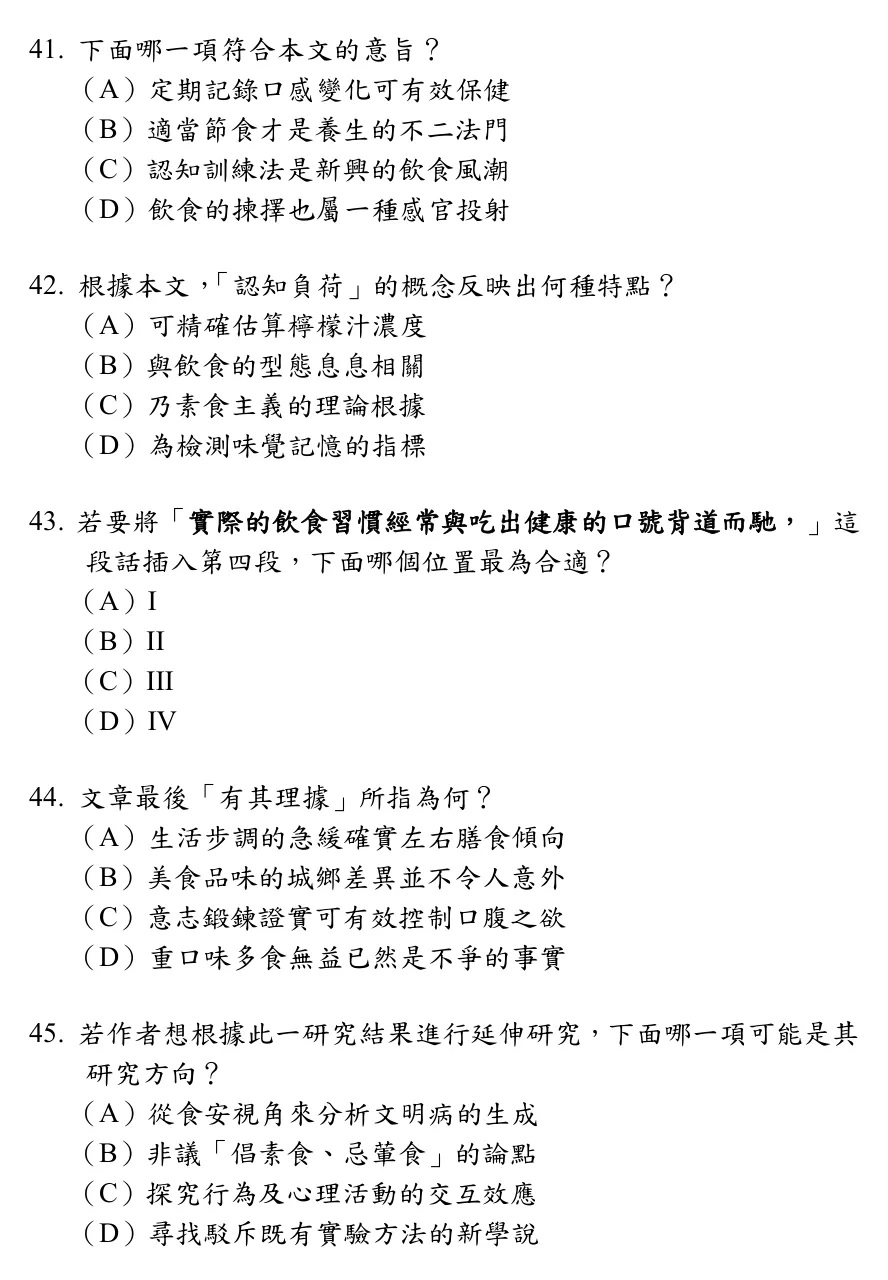 41. 下面哪一項符合本文的意旨？
（A）定期記錄口感變化可有效保健
（B）適當節食才是養生的不二法門
（C）認知訓練法是新興的飲食風潮
（D）飲食的揀擇也屬一種感官投射
42. 根據本文，「認知負荷」的概念反映出何種特點？
（A）可精確估算檸檬汁濃度
（B）與飲食的型態息息相關
（C）乃素食主義的理論根據
（D）為檢測味覺記憶的指標
43. 若要將「實際的飲食習慣經常與吃出健康的口號背道而馳，」這
段話插入第四段，下面哪個位置最為合適？
（A）I
（B）II
（C）III
（D）IV
44. 文章最後「有其理據」所指為何？
（A）生活步調的急緩確實左右膳食傾向
（B）美食品味的城鄉差異並不令人意外
（C）意志鍛鍊證實可有效控制口腹之欲
（D）重口味多食無益已然是不爭的事實
45. 若作者想根據此一研究結果進行延伸研究，下面哪一項可能是其
研究方向？
（A）從食安視角來分析文明病的生成
（B）非議「倡素食、忌葷食」的論點
（C）探究行為及心理活動的交互效應
（D）尋找駁斥既有實驗方法的新學說